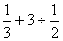 1/3 + 3 ÷ 1/2